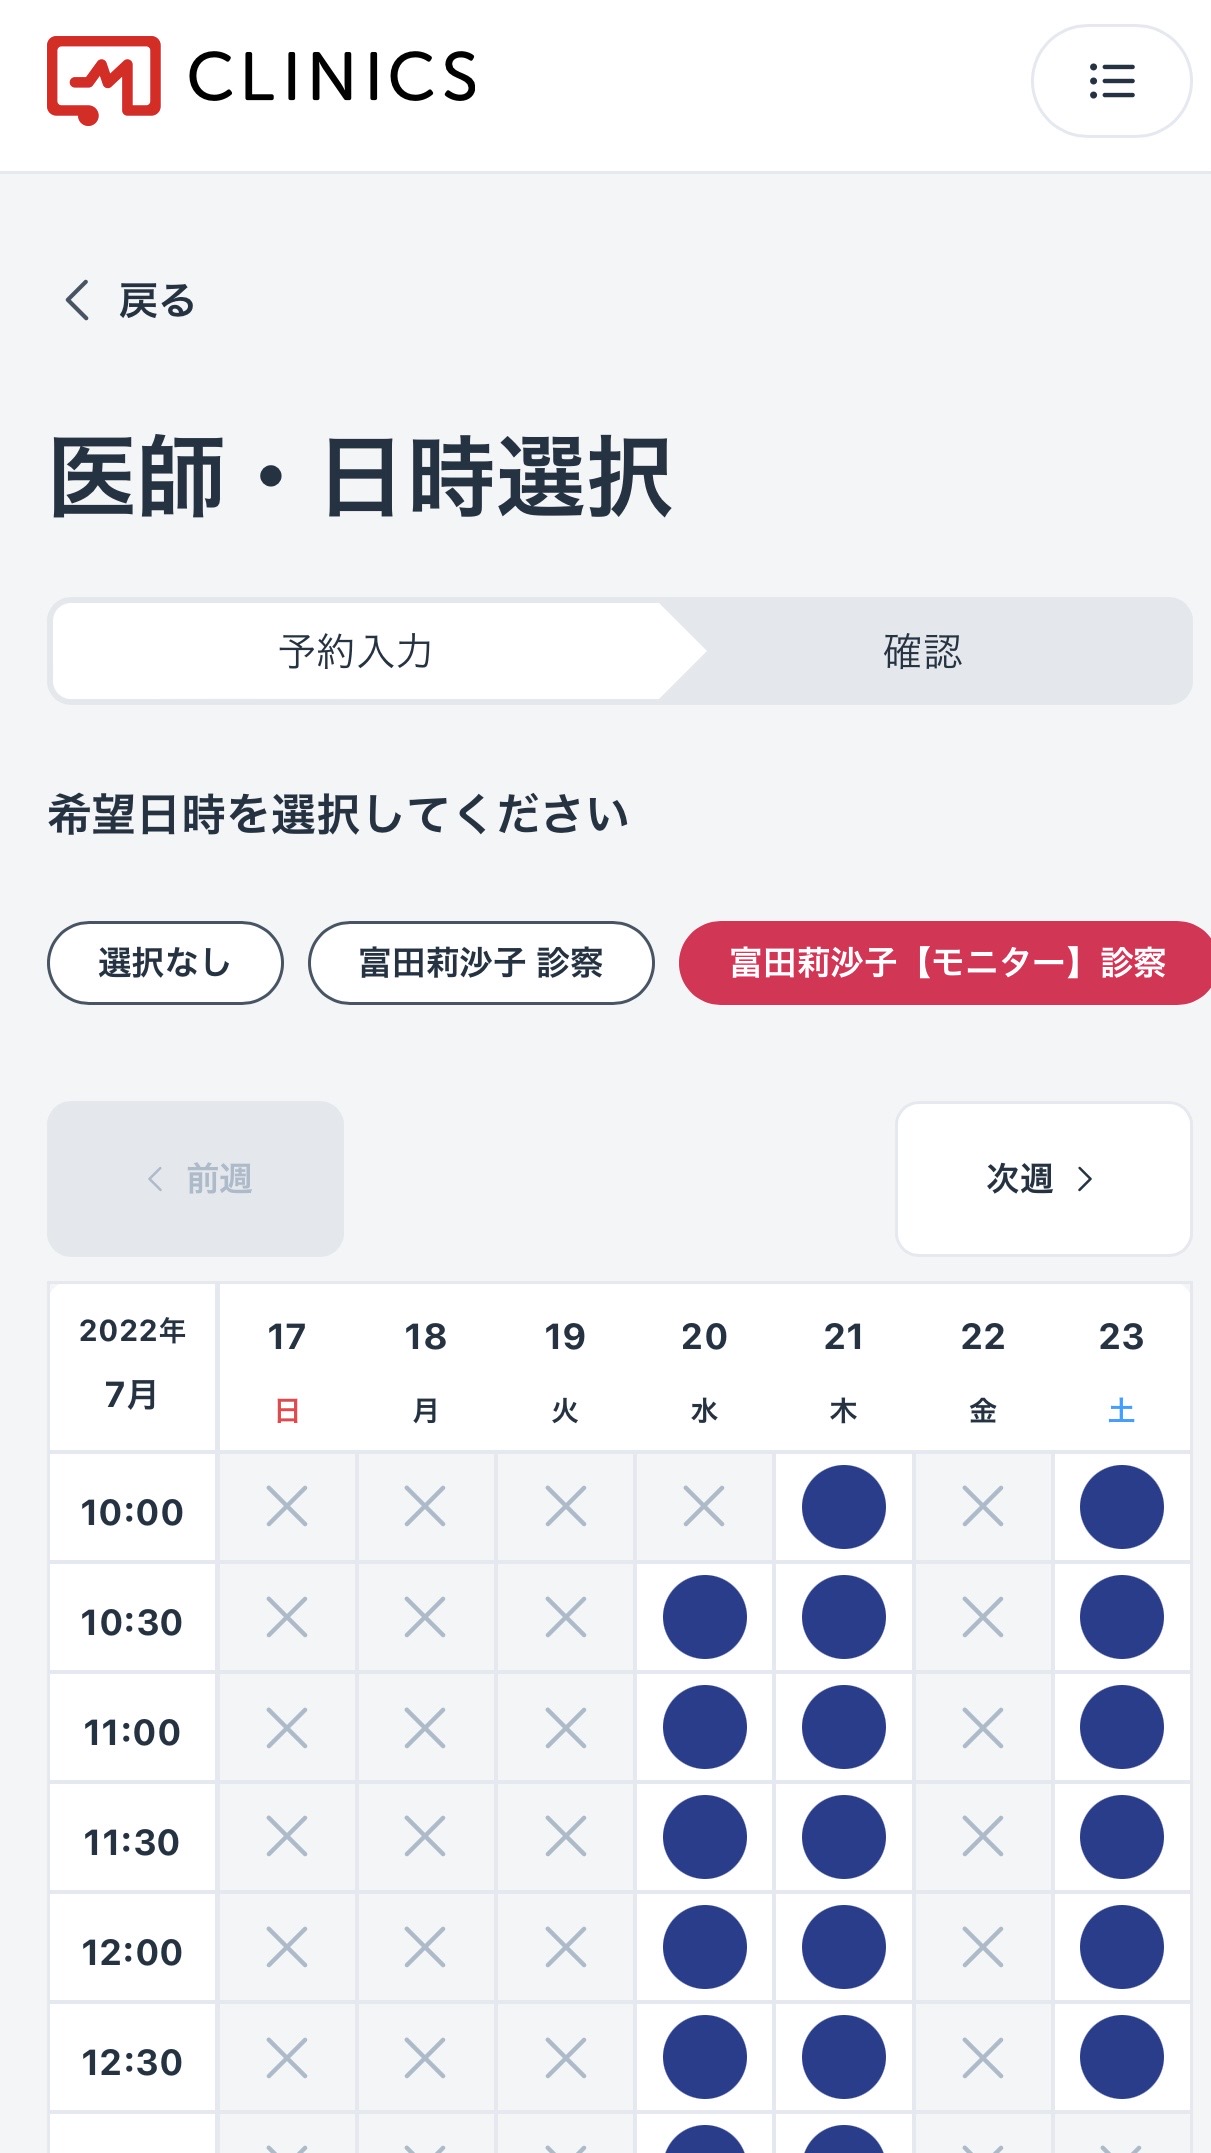 CLINICS
戻る
医師・日時選択
予約入力 確認
希望日時を選択してください
選択なし 富田莉沙子 診察 富田莉沙子【モニター】診察
前週 次週
2022年 17 18 19 20 21 22 23
7月 日 月 火 水 木 金 土
10:00
10:30
11:00
11:30
12:00
12:30